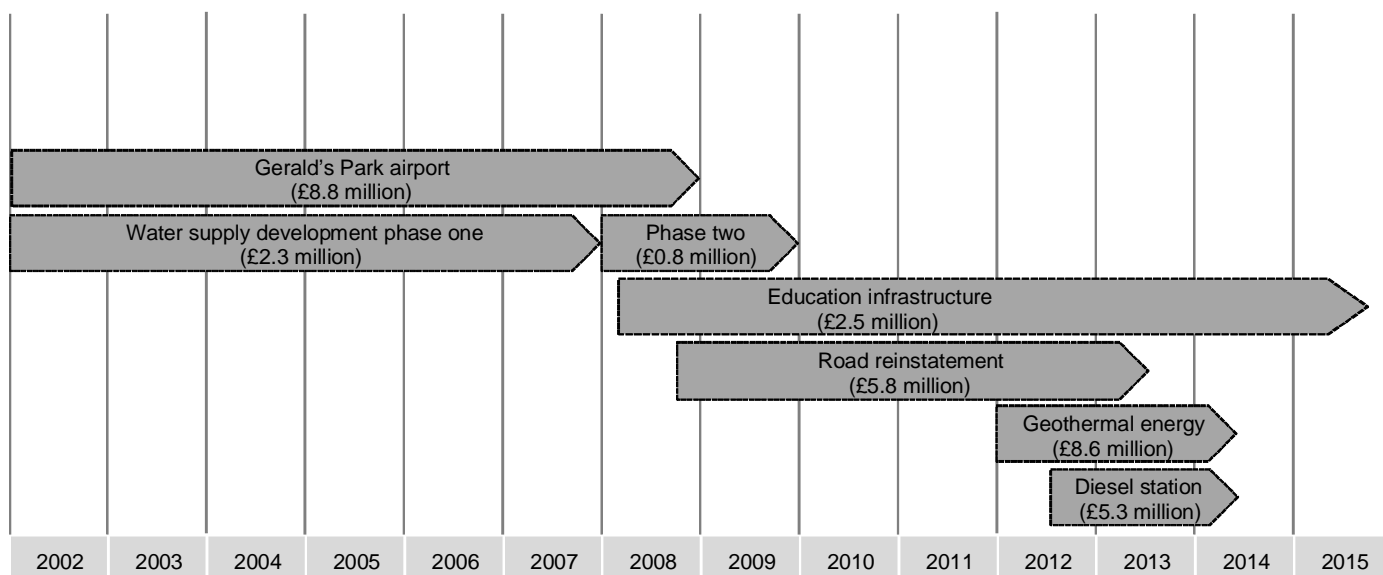 Gerald's Park airport
(£8.8 million)
Water supply development phase one
(£2.3 million)
Phase two
(£0.8 million)
Education infrastructure
(£2.5 million)
Road reinstatement
(£5.8 million)
Geothermal energy
(£8.6 million)
Diesel station
(£5.3 million)
2002 2003 2004 2005 2006 2007 2008 2009 2010 2011 2012 2013 2014 2015